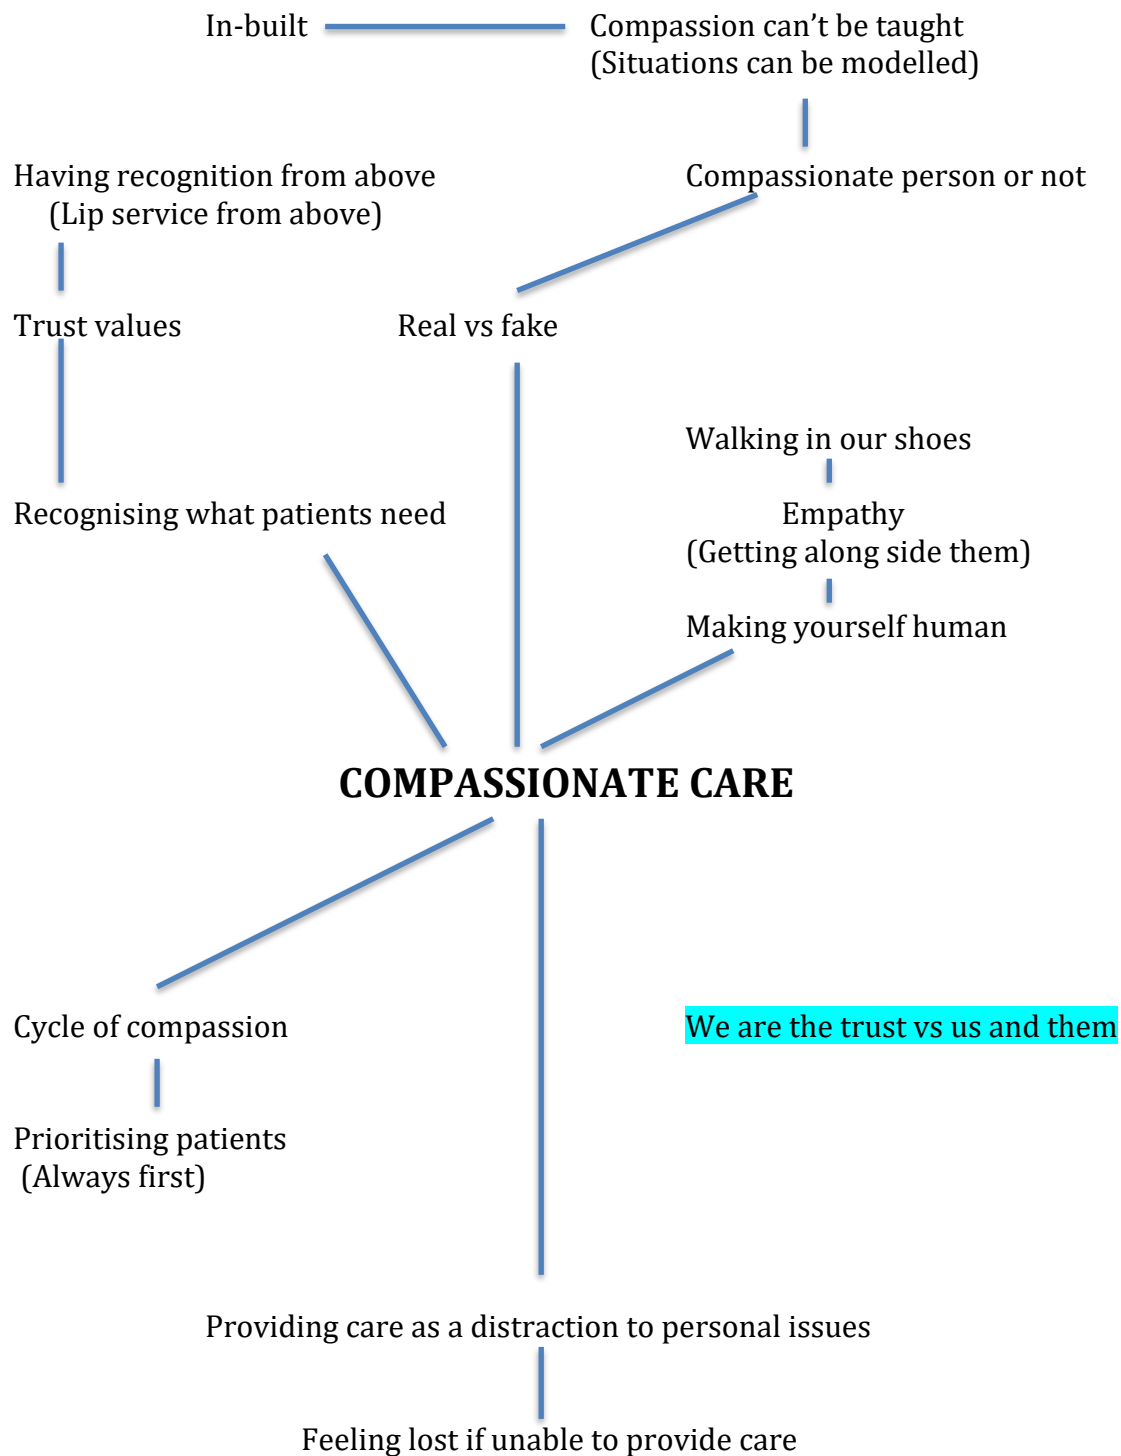 In-built
Compassion can’t be taught
(Situations can be modelled)
Having recognition from above
(Lip service from above)
Compassionate person or not
Trust values
Real vs fake
Walking in our shoes
Recognising what patients need
Empathy
(Getting along side them)
Making yourself human
COMPASSIONATE CARE
Cycle of compassion
We are the trust vs us and them
Prioritising patients
(Always first)
Providing care as a distraction to personal issues
Feeling lost if unable to provide care